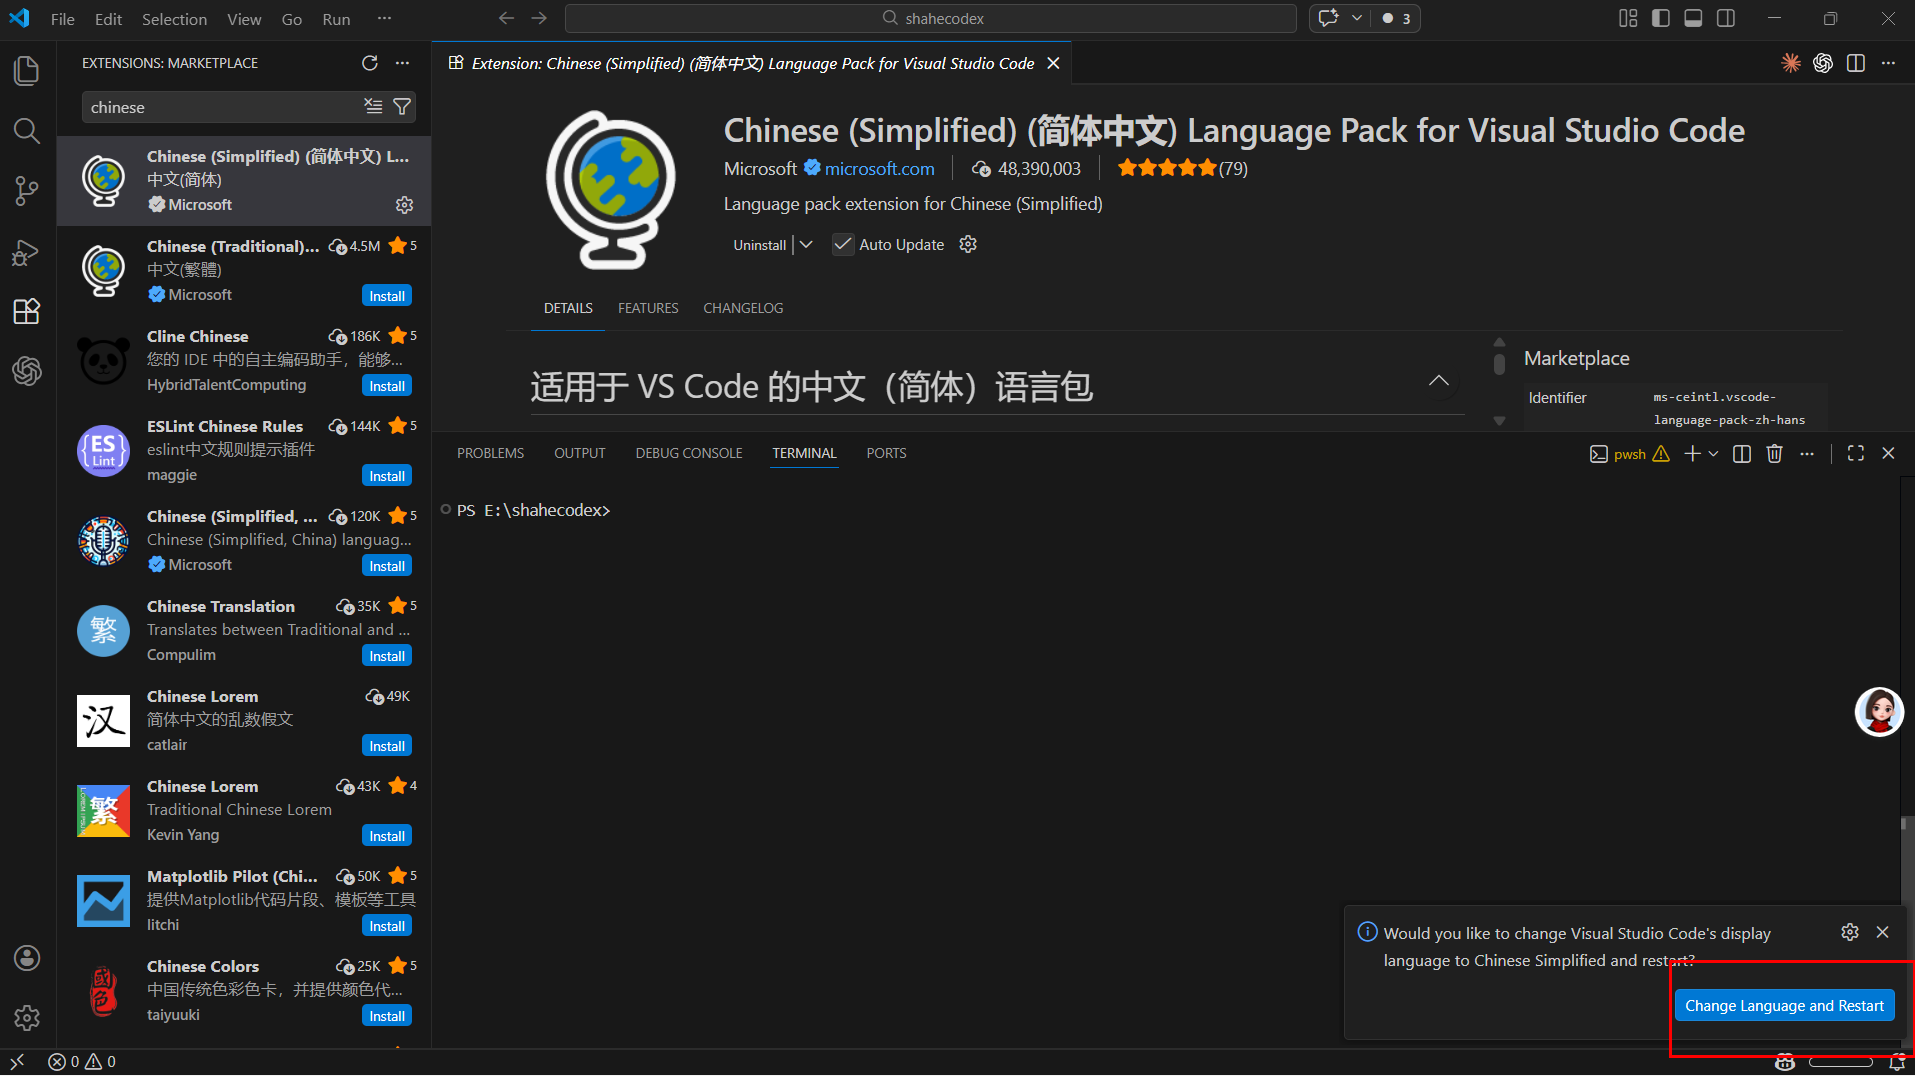 File Edit Selection View Go Run ···
shahecodex
3
EXTENSIONS: MARKETPLACE
chinese
Chinese (Simplified) (简体中文) L...
中文(简体)
Microsoft
Chinese (Traditional)... 4.5M 5
中文(繁體)
Microsoft
Install
Cline Chinese 186K 5
您的 IDE 中的自主编码助手，能够...
HybridTalentComputing
Install
ESLint Chinese Rules 144K 5
eslint中文规则提示插件
maggie
Install
{ES}
Lint
Chinese (Simplified, ... 120K 5
Chinese (Simplified, China) languag...
Microsoft
Install
繁
Chinese Translation 35K 5
Translates between Traditional and ...
Compulim
Install
汉
Chinese Lorem 49K
简体中文的乱数假文
catlair
Install
LOREM IPSUM
繁
Chinese Lorem 43K 4
Traditional Chinese Lorem
Kevin Yang
Install
Matplotlib Pilot (Chi... 50K 5
提供Matplotlib代码片段、模板等工具
litchi
Install
國色
Chinese Colors 25K 5
中国传统色彩色卡，并提供颜色代...
taiyuuki
Install
Extension: Chinese (Simplified) (简体中文) Language Pack for Visual Studio Code
Chinese (Simplified) (简体中文) Language Pack for Visual Studio Code
Microsoft microsoft.com 48,390,003 (79)
Language pack extension for Chinese (Simplified)
Uninstall Auto Update
DETAILS FEATURES CHANGELOG
适用于 VS Code 的中文（简体）语言包
Marketplace
Identifier ms-ceintl.vscode-
language-pack-zh-hans
PROBLEMS OUTPUT DEBUG CONSOLE TERMINAL PORTS
pwsh
PS E:\shahecodex>
Would you like to change Visual Studio Code's display
language to Chinese Simplified and restart?
Change Language and Restart
0 0